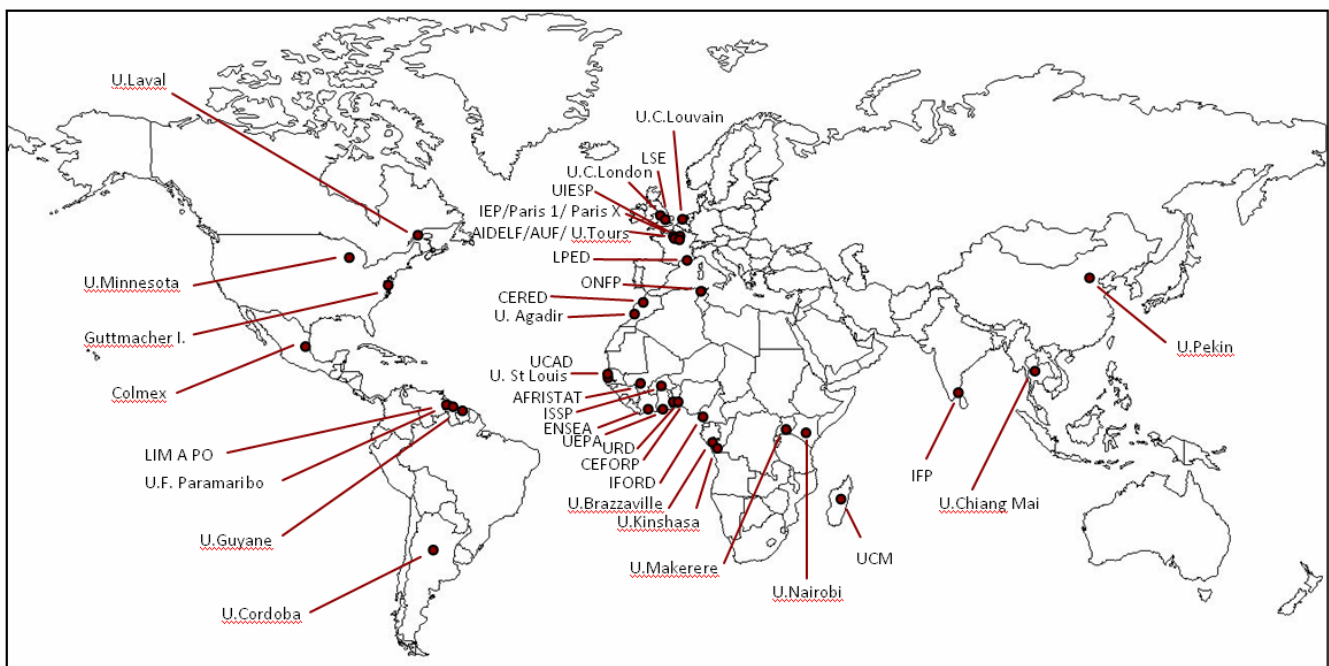 U.Laval
U.C.Louvain
LSE
U.C.London
UIESP
IEP/Paris 1/ Paris X
AIDELF/AUF/ U.Tours
LPED
U.Minnesota
ONFP
CERED
U. Agadir
Guttmacher I.
U.Pekin
UCAD
U. St Louis
Colmex
AFRISTAT
ISSP
ENSEA
UEPA
URD
LIM A PO
CEFORP
IFP
U.F. Paramaribo
IFORD
U.Brazzaville
U.Chiang Mai
U.Kinshasa
U.Guyane
UCM
U.Makerere
U.Nairobi
U.Cordoba